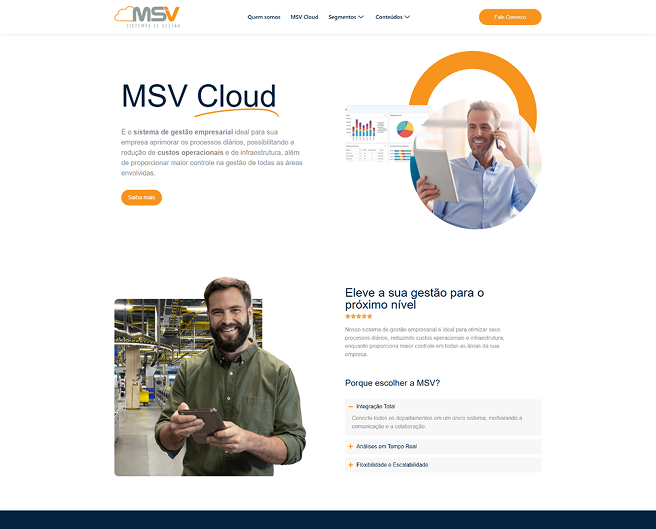 MSV
SISTEMAS DE GESTÃO
Quem somos
MSV Cloud
Segmentos
Conteúdos
Fale Conosco
MSV Cloud
É o sistema de gestão empresarial ideal para sua
empresa aprimorar os processos diários, possibilitando a
redução de custos operacionais e de infraestrutura, além
de proporcionar maior controle na gestão de todas as áreas
envolvidas.
Saiba mais
Eleve a sua gestão para o
próximo nível
Nosso sistema de gestão empresarial é ideal para otimizar seus
processos diários, reduzindo custos operacionais e infraestrutura,
enquanto proporciona maior controle em todas as áreas da sua
empresa.
Porque escolher a MSV?
Integração Total
Conecte todos os departamentos em um único sistema, melhorando a
comunicação e a colaboração.
Análises em Tempo Real
Flexibilidade e Escalabilidade